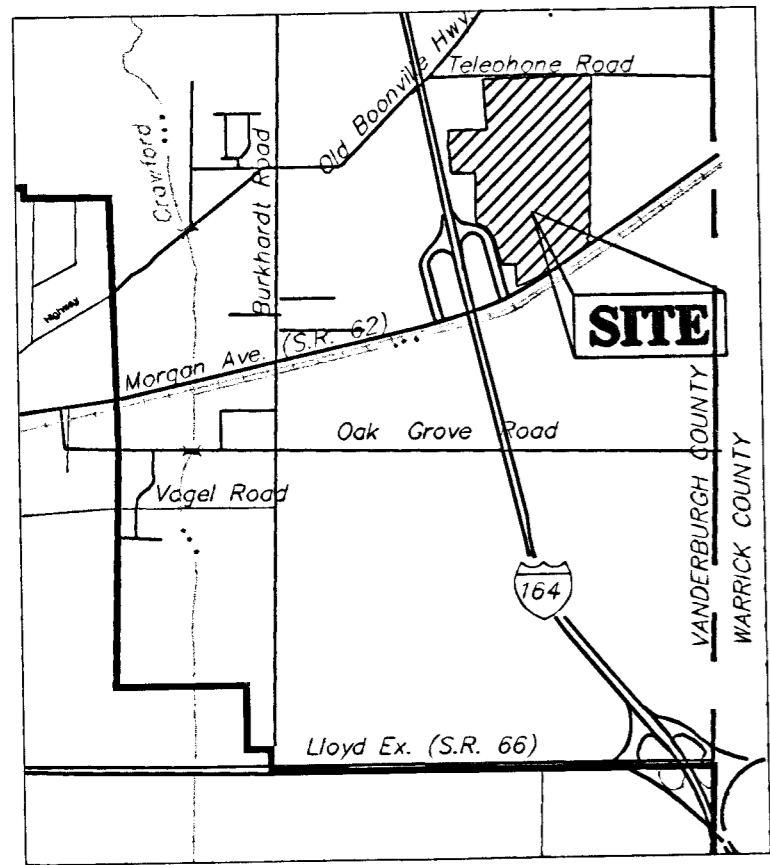 Old Boonville Hwy.
Telephone Road
Crawford
Burkhardt Road
Highway
SITE
Morgan Ave. (S.R. 62)
Oak Grove Road
Vogel Road
164
VANDERBURGH COUNTY
WARRICK COUNTY
Lloyd Ex. (S.R. 66)